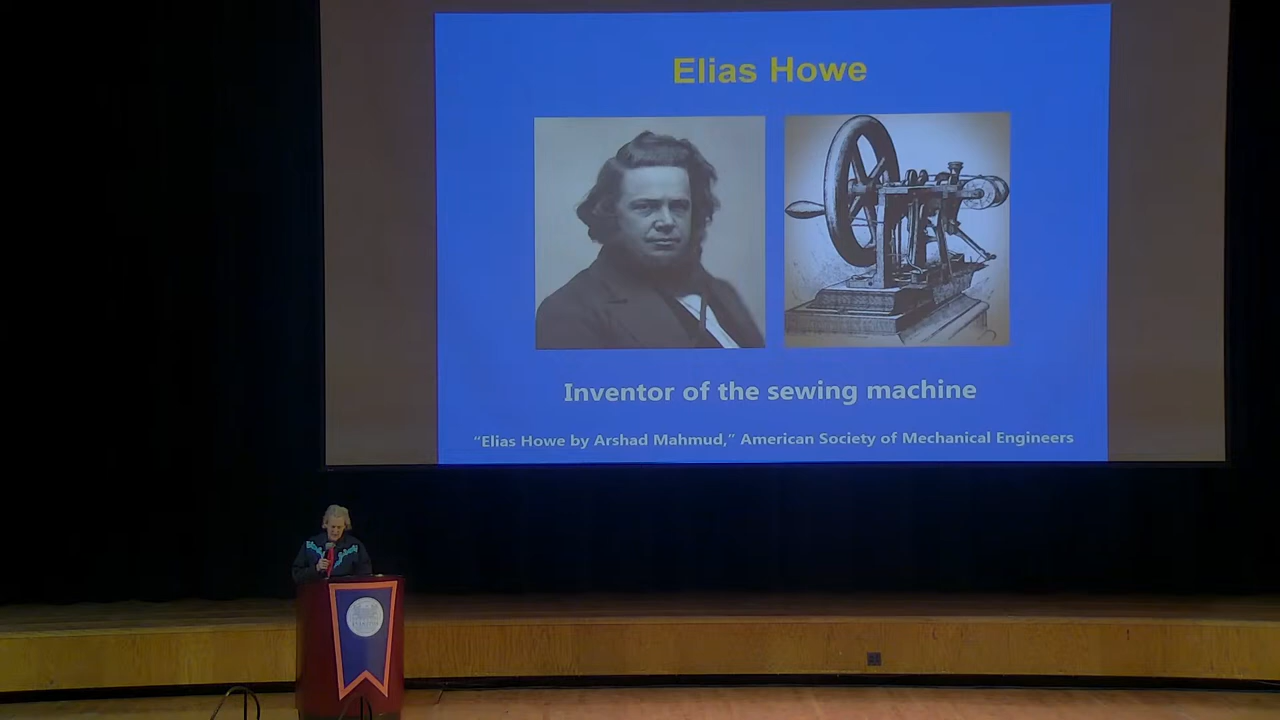 Elias Howe
Inventor of the sewing machine
“Elias Howe by Arshad Mahmud,” American Society of Mechanical Engineers